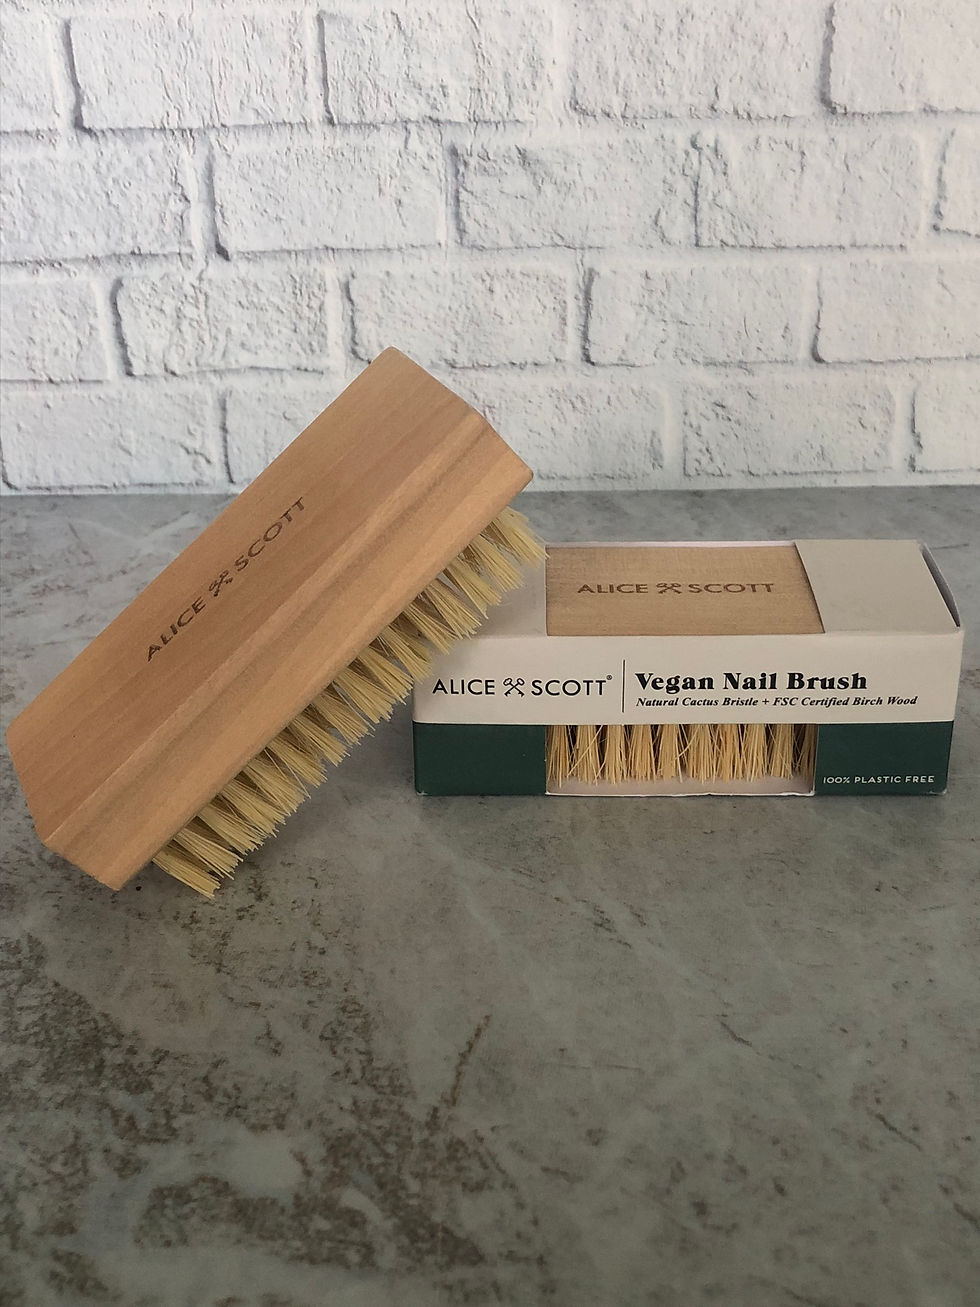 ALICE SCOTT
ALICE SCOTT
ALICE SCOTT®
Vegan Nail Brush
Natural Cactus Bristle + FSC Certified Birch Wood
100% PLASTIC FREE